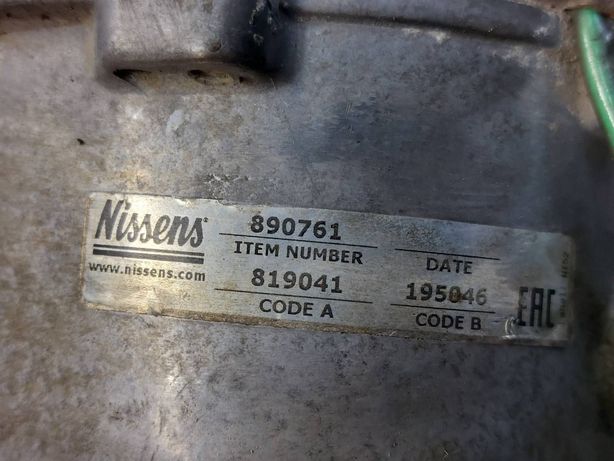 Nissens
www.nissens.com
890761
ITEM NUMBER
819041
CODE A
DATE
195046
CODE B
EAC